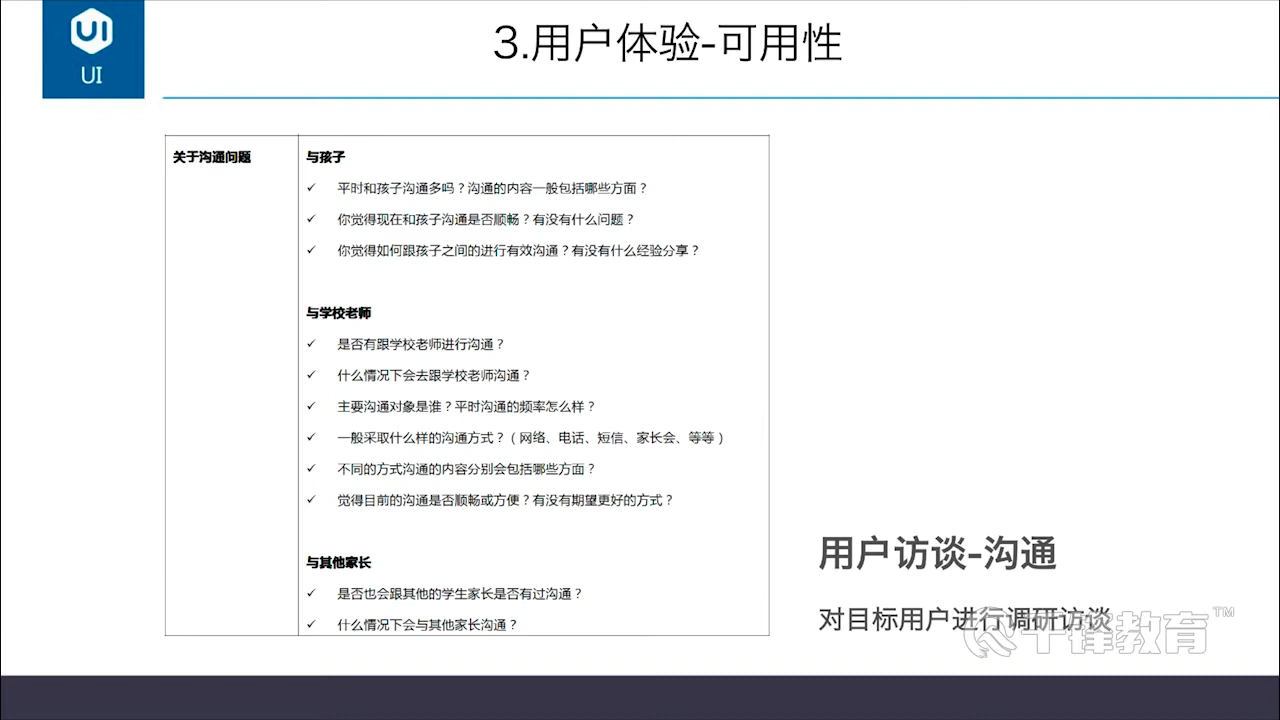 UI
UI
3.用户体验-可用性
关于沟通问题
与孩子
✓ 平时和孩子沟通多吗？沟通的内容一般包括哪些方面？
✓ 你觉得现在和孩子沟通是否顺畅？有没有什么问题？
✓ 你觉得如何跟孩子之间的进行有效沟通？有没有什么经验分享？
与学校老师
✓ 是否有跟学校老师进行沟通？
✓ 什么情况下会去跟学校老师沟通？
✓ 主要沟通对象是谁？平时沟通的频率怎么样？
✓ 一般采取什么样的沟通方式？（网络、电话、短信、家长会、等等）
✓ 不同的方式沟通的内容分别会包括哪些方面？
✓ 觉得目前的沟通是否顺畅或方便？有没有期望更好的方式？
与其他家长
✓ 是否也会跟其他的学生家长是否有过沟通？
✓ 什么情况下会与其他家长沟通？
用户访谈-沟通
对目标用户进行调研访谈
千锋教育™